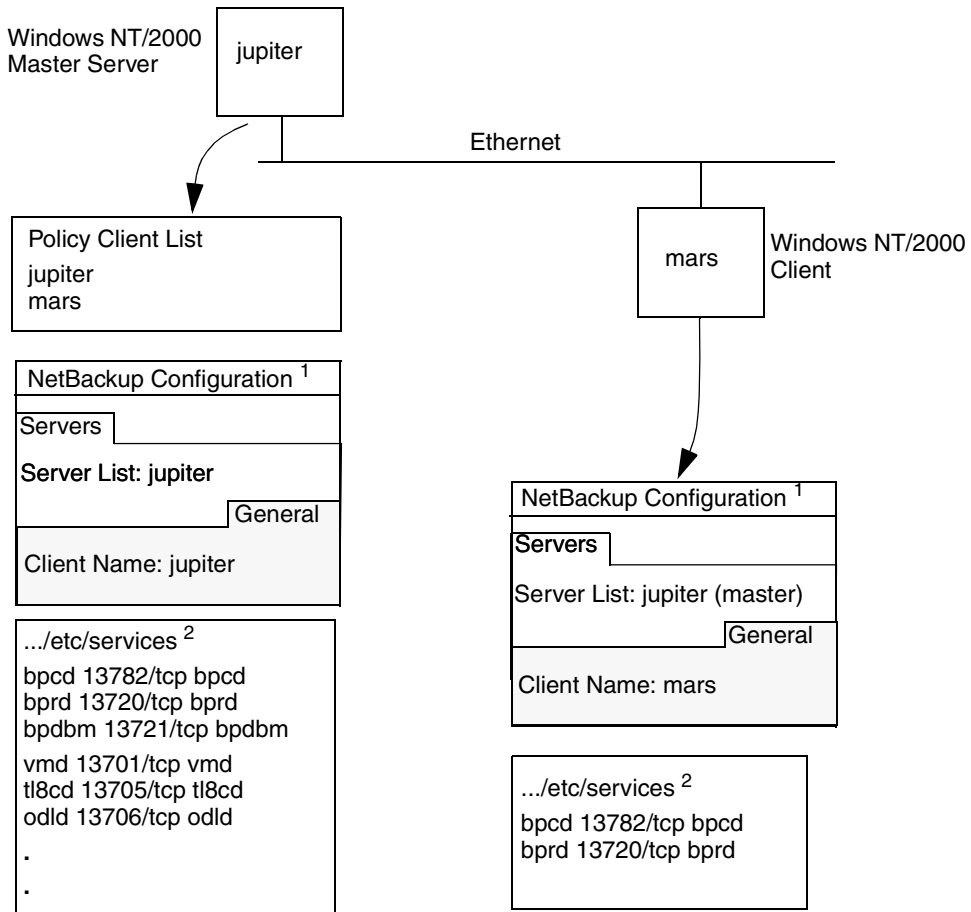 Windows NT/2000
Master Server
jupiter
Ethernet
Policy Client List
jupiter
mars
mars
Windows NT/2000
Client
NetBackup Configuration 1
Servers
Server List: jupiter
General
Client Name: jupiter
NetBackup Configuration 1
Servers
Server List: jupiter (master)
General
Client Name: mars
.../etc/services 2
bpcd 13782/tcp bpcd
bprd 13720/tcp bprd
bpdbm 13721/tcp bpdbm
vmd 13701/tcp vmd
tl8cd 13705/tcp tl8cd
odld 13706/tcp odld
.
.
.../etc/services 2
bpcd 13782/tcp bpcd
bprd 13720/tcp bprd